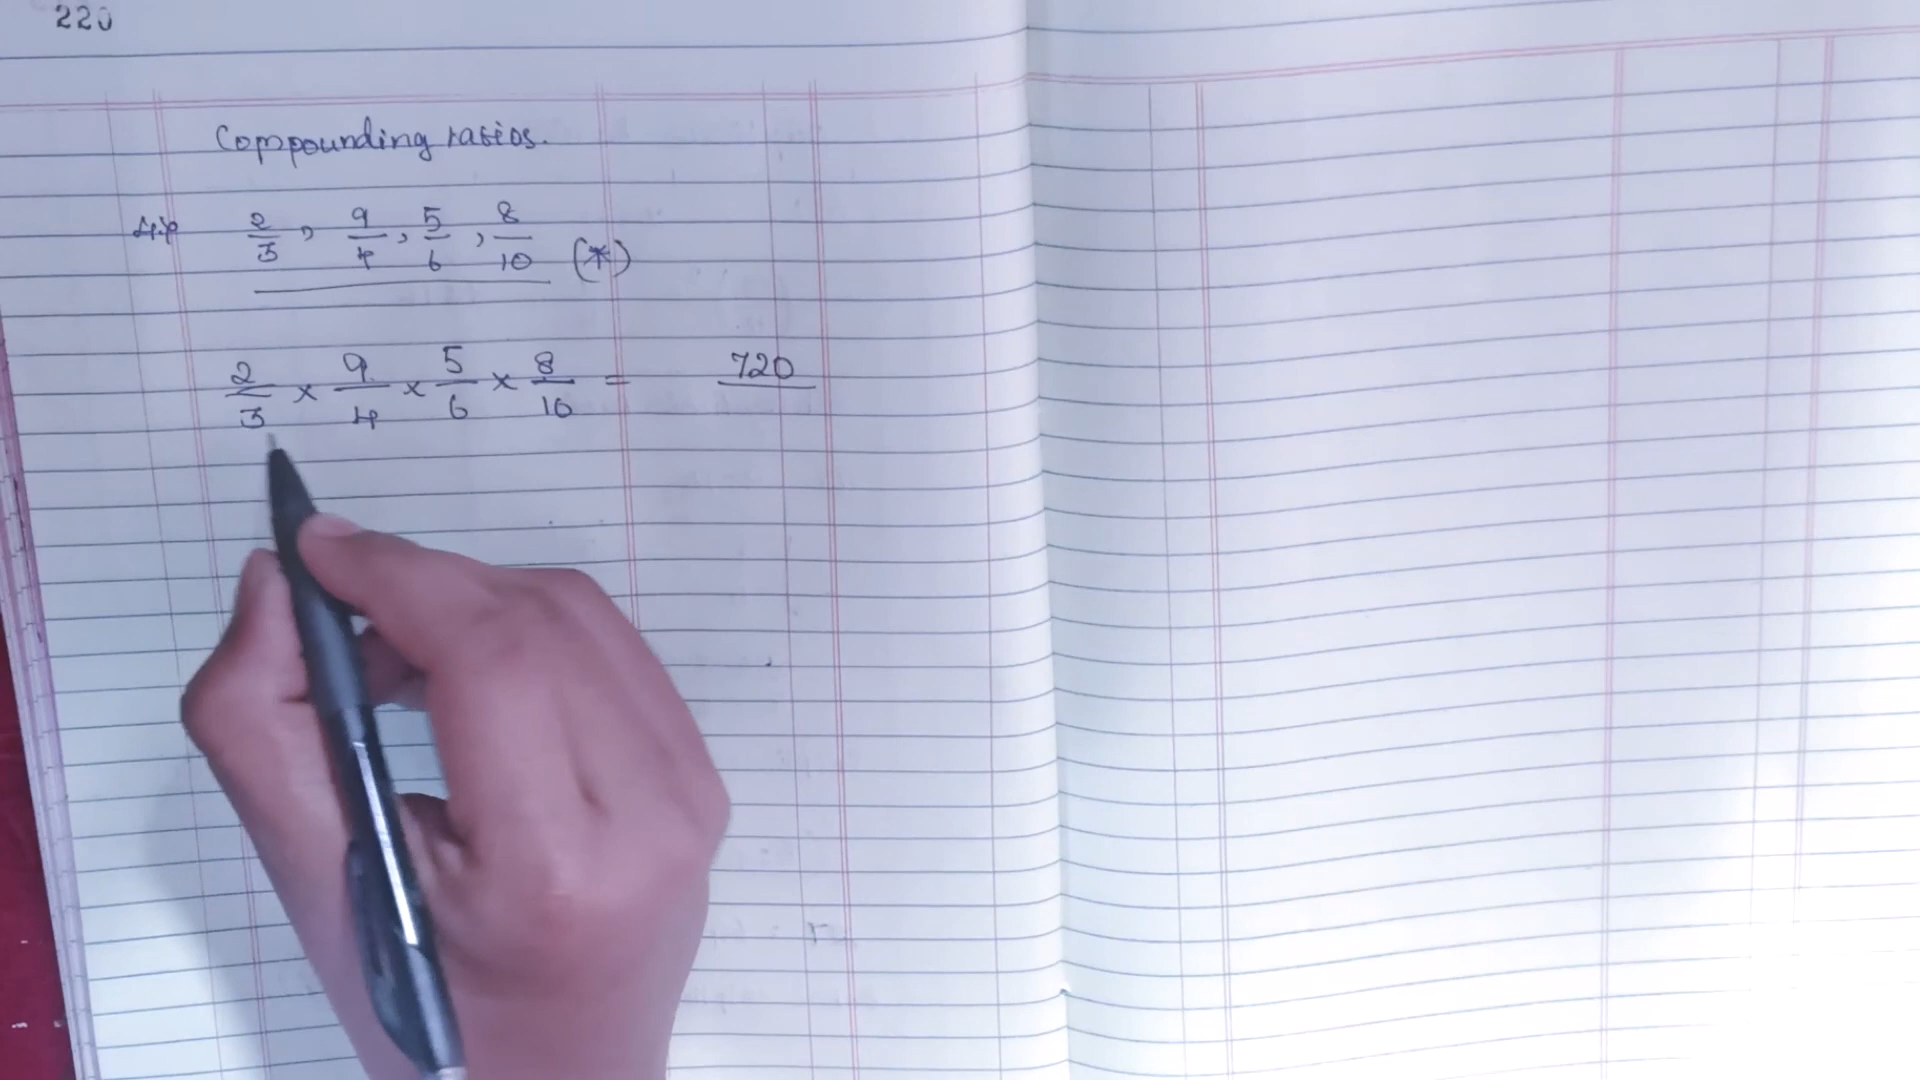 220
Compounding ratios.
2/3, 9/4, 5/6, 8/10 (*)
2/3 × 9/4 × 5/6 × 8/10 = 720